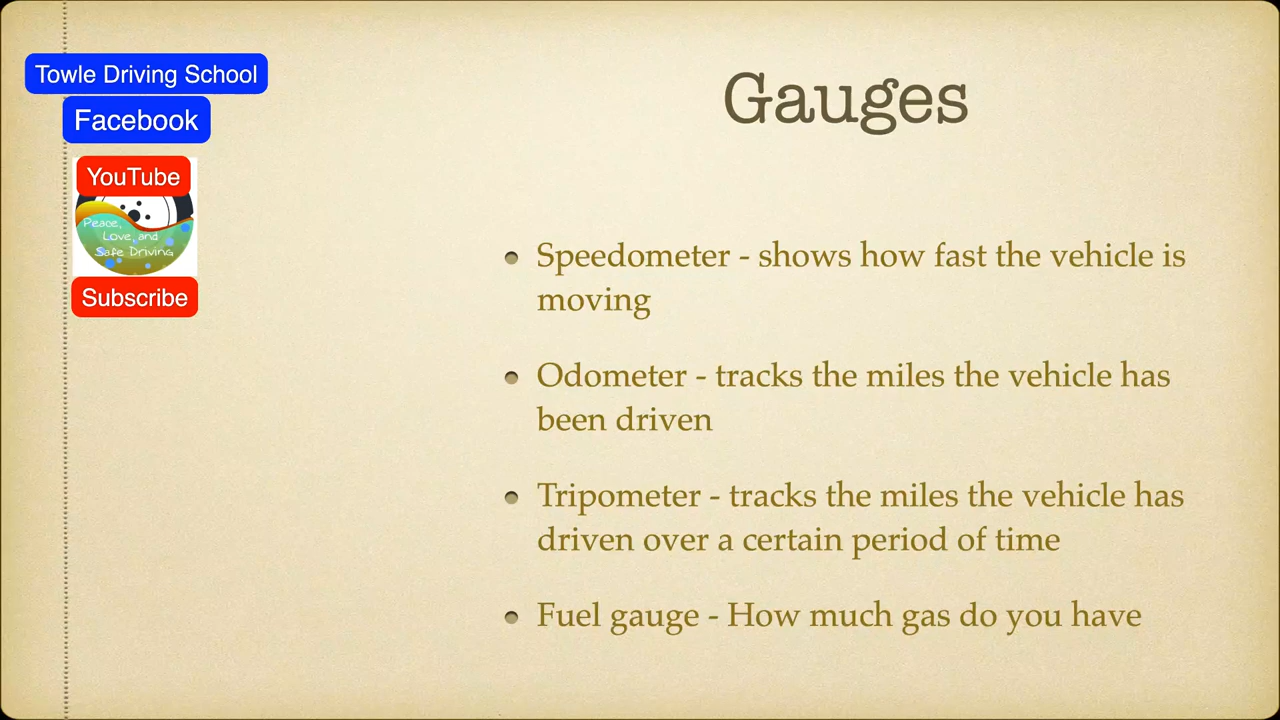 Towle Driving School
Facebook
YouTube
Peace,
Love, and
Safe Driving
Subscribe
Gauges
Speedometer - shows how fast the vehicle is
moving
Odometer - tracks the miles the vehicle has
been driven
Tripometer - tracks the miles the vehicle has
driven over a certain period of time
Fuel gauge - How much gas do you have